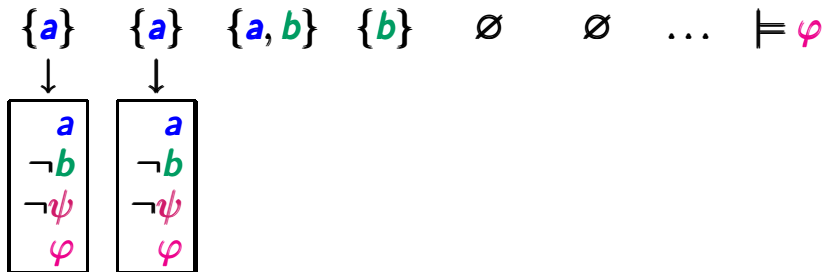 {a} {a} {a, b} {b} ∅ ∅ … ⊨ φ
↓ ↓
a a
¬b ¬b
¬ψ ¬ψ
φ φ